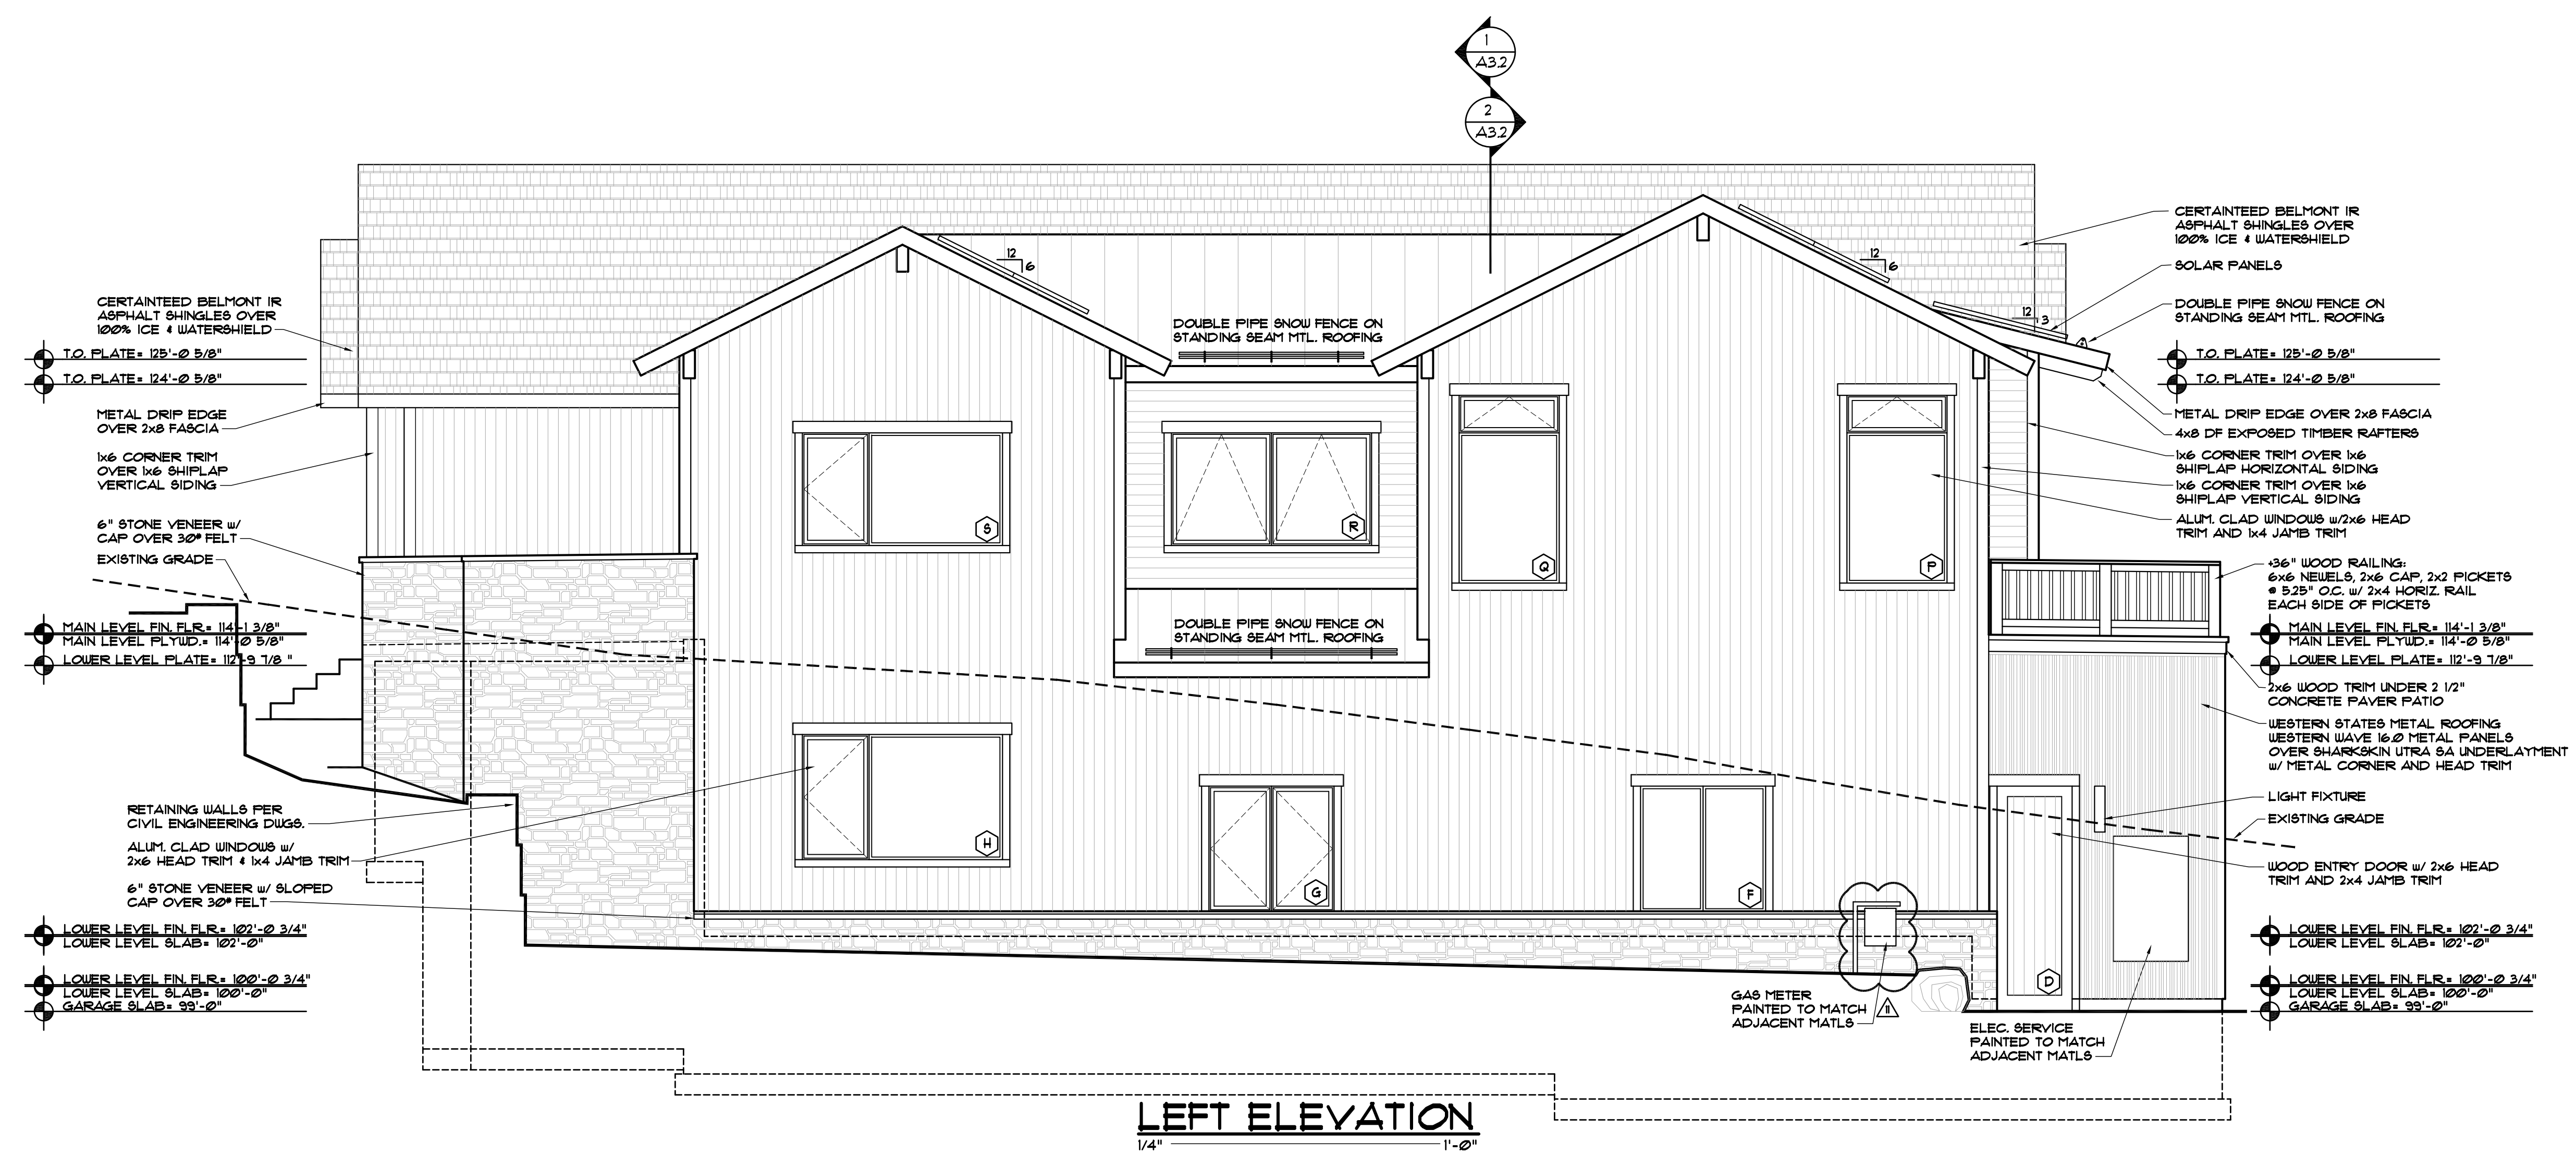 1
A3.2
2
A3.2
CERTAINTEED BELMONT IR
ASPHALT SHINGLES OVER
100% ICE & WATERSHIELD
T.O. PLATE= 125'-0 5/8"
T.O. PLATE= 124'-0 5/8"
METAL DRIP EDGE
OVER 2x8 FASCIA
1x6 CORNER TRIM
OVER 1x6 SHIPLAP
VERTICAL SIDING
6" STONE VENEER w/
CAP OVER 30# FELT
EXISTING GRADE
MAIN LEVEL FIN. FLR.= 114'-1 3/8"
MAIN LEVEL PLYWD.= 114'-0 5/8"
LOWER LEVEL PLATE= 112'-9 7/8 "
RETAINING WALLS PER
CIVIL ENGINEERING DWGS.
ALUM. CLAD WINDOWS w/
2x6 HEAD TRIM & 1x4 JAMB TRIM
6" STONE VENEER w/ SLOPED
CAP OVER 30# FELT
LOWER LEVEL FIN. FLR.= 102'-0 3/4"
LOWER LEVEL SLAB= 102'-0"
LOWER LEVEL FIN. FLR.= 100'-0 3/4"
LOWER LEVEL SLAB= 100'-0"
GARAGE SLAB= 99'-0"
12
6
DOUBLE PIPE SNOW FENCE ON
STANDING SEAM MTL. ROOFING
12
6
12
3
S
R
Q
P
DOUBLE PIPE SNOW FENCE ON
STANDING SEAM MTL. ROOFING
H
G
F
D
GAS METER
PAINTED TO MATCH
ADJACENT MATLS
11
ELEC. SERVICE
PAINTED TO MATCH
ADJACENT MATLS
CERTAINTEED BELMONT IR
ASPHALT SHINGLES OVER
100% ICE & WATERSHIELD
SOLAR PANELS
DOUBLE PIPE SNOW FENCE ON
STANDING SEAM MTL. ROOFING
T.O. PLATE= 125'-0 5/8"
T.O. PLATE= 124'-0 5/8"
METAL DRIP EDGE OVER 2x8 FASCIA
4x8 DF EXPOSED TIMBER RAFTERS
1x6 CORNER TRIM OVER 1x6
SHIPLAP HORIZONTAL SIDING
1x6 CORNER TRIM OVER 1x6
SHIPLAP VERTICAL SIDING
ALUM. CLAD WINDOWS w/2x6 HEAD
TRIM AND 1x4 JAMB TRIM
+36" WOOD RAILING:
6x6 NEWELS, 2x6 CAP, 2x2 PICKETS
@ 5.25" O.C. w/ 2x4 HORIZ. RAIL
EACH SIDE OF PICKETS
MAIN LEVEL FIN. FLR.= 114'-1 3/8"
MAIN LEVEL PLYWD.= 114'-0 5/8"
LOWER LEVEL PLATE= 112'-9 7/8"
2x6 WOOD TRIM UNDER 2 1/2"
CONCRETE PAVER PATIO
WESTERN STATES METAL ROOFING
WESTERN WAVE 16.0 METAL PANELS
OVER SHARKSKIN UTRA SA UNDERLAYMENT
w/ METAL CORNER AND HEAD TRIM
LIGHT FIXTURE
EXISTING GRADE
WOOD ENTRY DOOR w/ 2x6 HEAD
TRIM AND 2x4 JAMB TRIM
LOWER LEVEL FIN. FLR.= 102'-0 3/4"
LOWER LEVEL SLAB= 102'-0"
LOWER LEVEL FIN. FLR.= 100'-0 3/4"
LOWER LEVEL SLAB= 100'-0"
GARAGE SLAB= 99'-0"
LEFT ELEVATION
1/4" 1'-0"